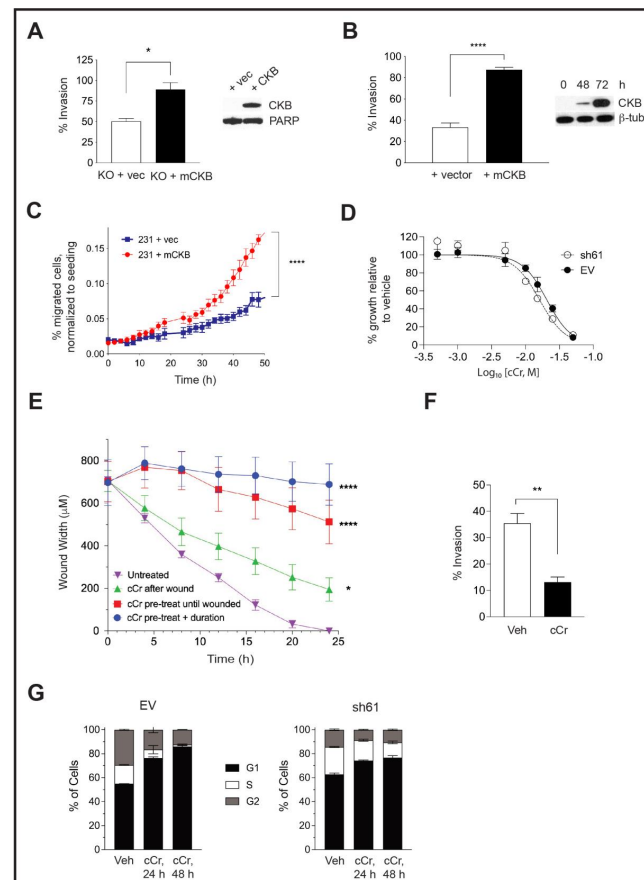 A
*
% Invasion
125
100
75
50
25
0
KO + vec
KO + mCKB
+ vec
+ CKB
CKB
PARP
B
****
% Invasion
100
80
60
40
20
0
+ vector
+ mCKB
0 48 72 h
CKB
β-tub
C
231 + vec
231 + mCKB
****
% migrated cells,
normalized to seeding
0.15
0.10
0.05
0.00
0 10 20 30 40 50
Time (h)
D
sh61
EV
% growth relative
to vehicle
120
100
80
60
40
20
0
-3.5 -3.0 -2.5 -2.0 -1.5 -1.0
Log10 [cCr, M]
E
Wound Width (μM)
800
600
400
200
0
****
****
*
Untreated
cCr after wound
cCr pre-treat until wounded
cCr pre-treat + duration
0 5 10 15 20 25
Time (h)
F
**
% Invasion
50
40
30
20
10
0
Veh cCr
G
EV
% of Cells
100
80
60
40
20
0
Veh
cCr,
24 h
cCr,
48 h
G1
S
G2
sh61
% of Cells
100
80
60
40
20
0
Veh
cCr,
24 h
cCr,
48 h